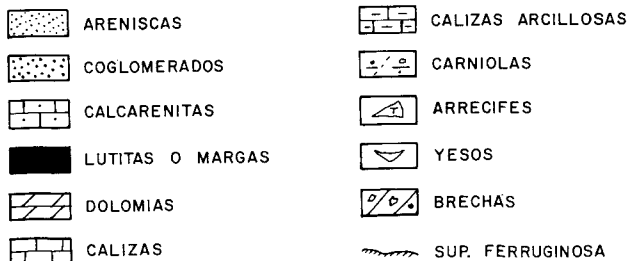 ARENISCAS
COGLOMERADOS
CALCARENITAS
LUTITAS O MARGAS
DOLOMIAS
CALIZAS
CALIZAS ARCILLOSAS
CARNIOLAS
ARRECIFES
YESOS
BRECHAS
SUP. FERRUGINOSA